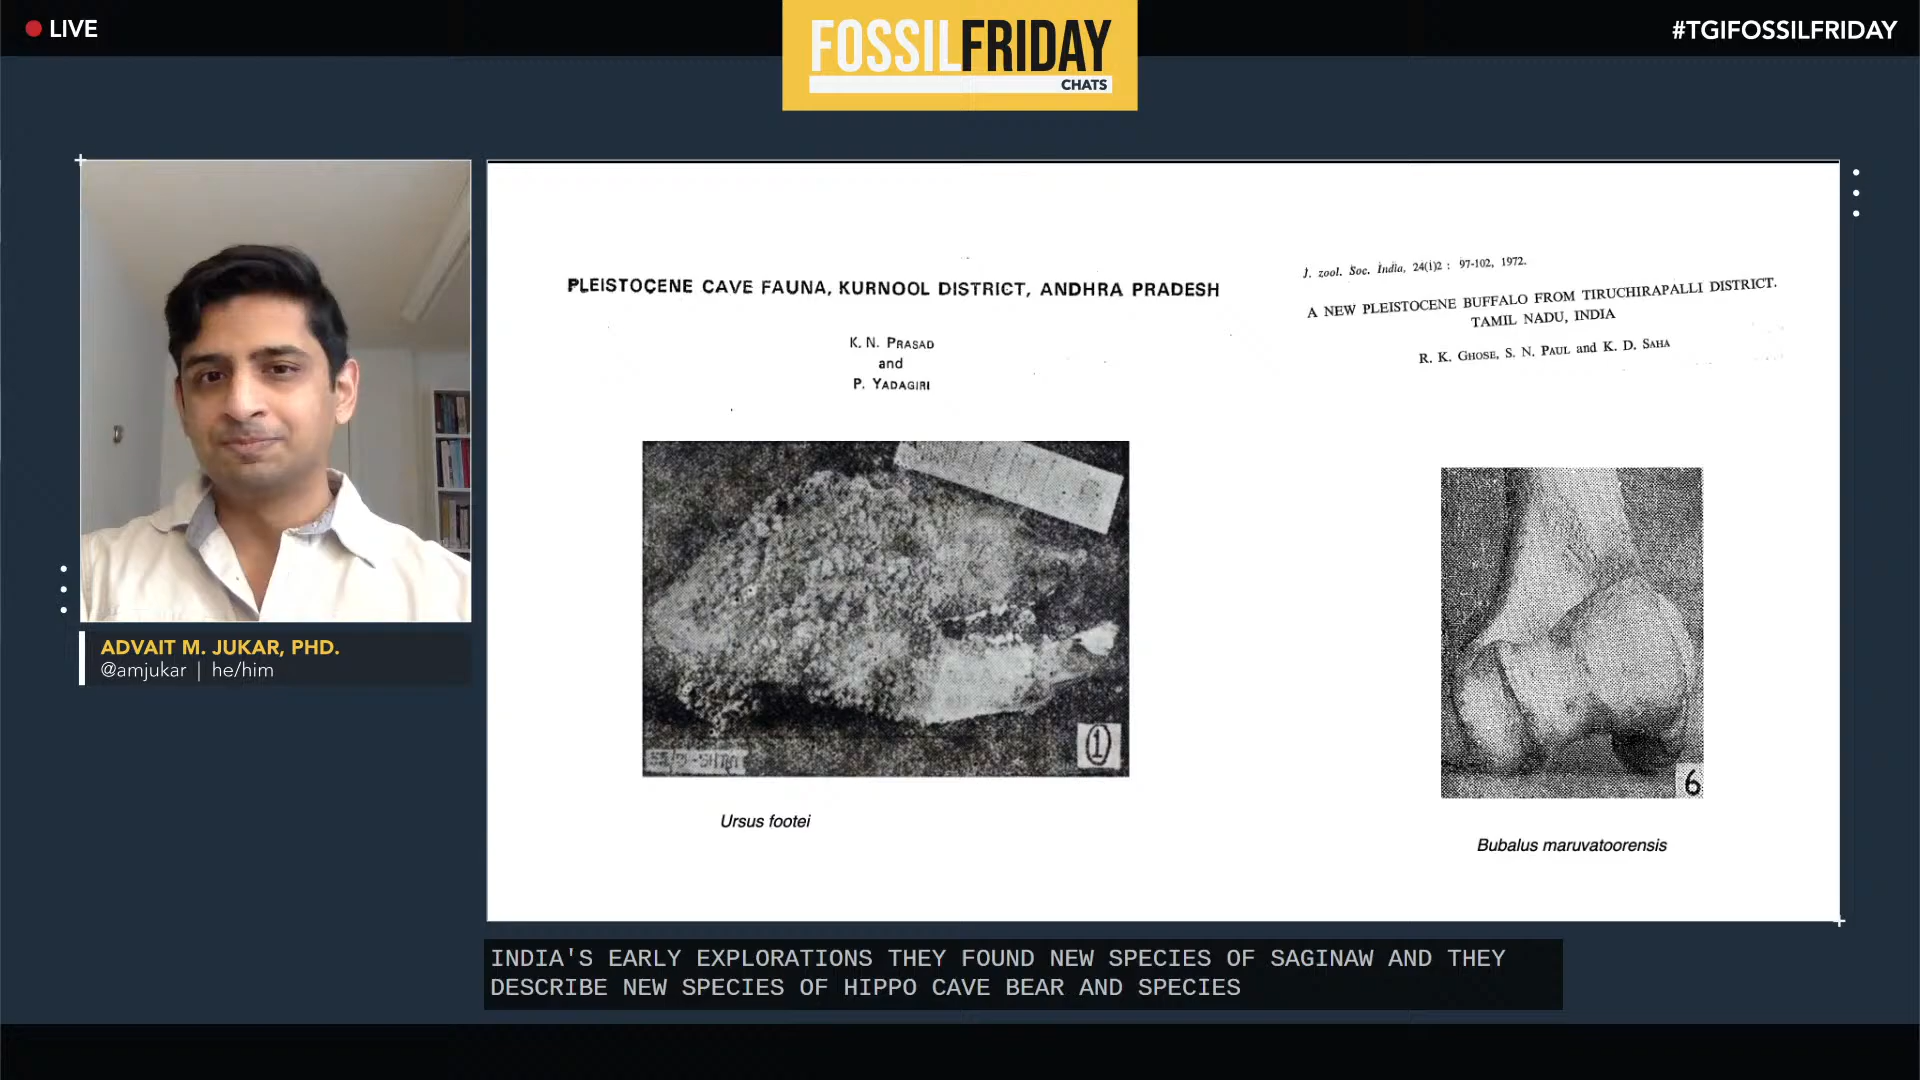 LIVE
FOSSILFRIDAY
CHATS
#TGIFOSSILFRIDAY
PLEISTOCENE CAVE FAUNA, KURNOOL DISTRICT, ANDHRA PRADESH
K. N. PRASAD
and
P. YADAGIRI
J. zool. Soc. India, 24(i)2 : 97-102, 1972.
A NEW PLEISTOCENE BUFFALO FROM TIRUCHIRAPALLI DISTRICT.
TAMIL NADU, INDIA
R. K. GHOSE, S. N. PAUL and K. D. SAHA
1
6
Ursus footei
Bubalus maruvatoorensis
ADVAIT M. JUKAR, PHD.
@amjukar | he/him
INDIA'S EARLY EXPLORATIONS THEY FOUND NEW SPECIES OF SAGINAW AND THEY
DESCRIBE NEW SPECIES OF HIPPO CAVE BEAR AND SPECIES